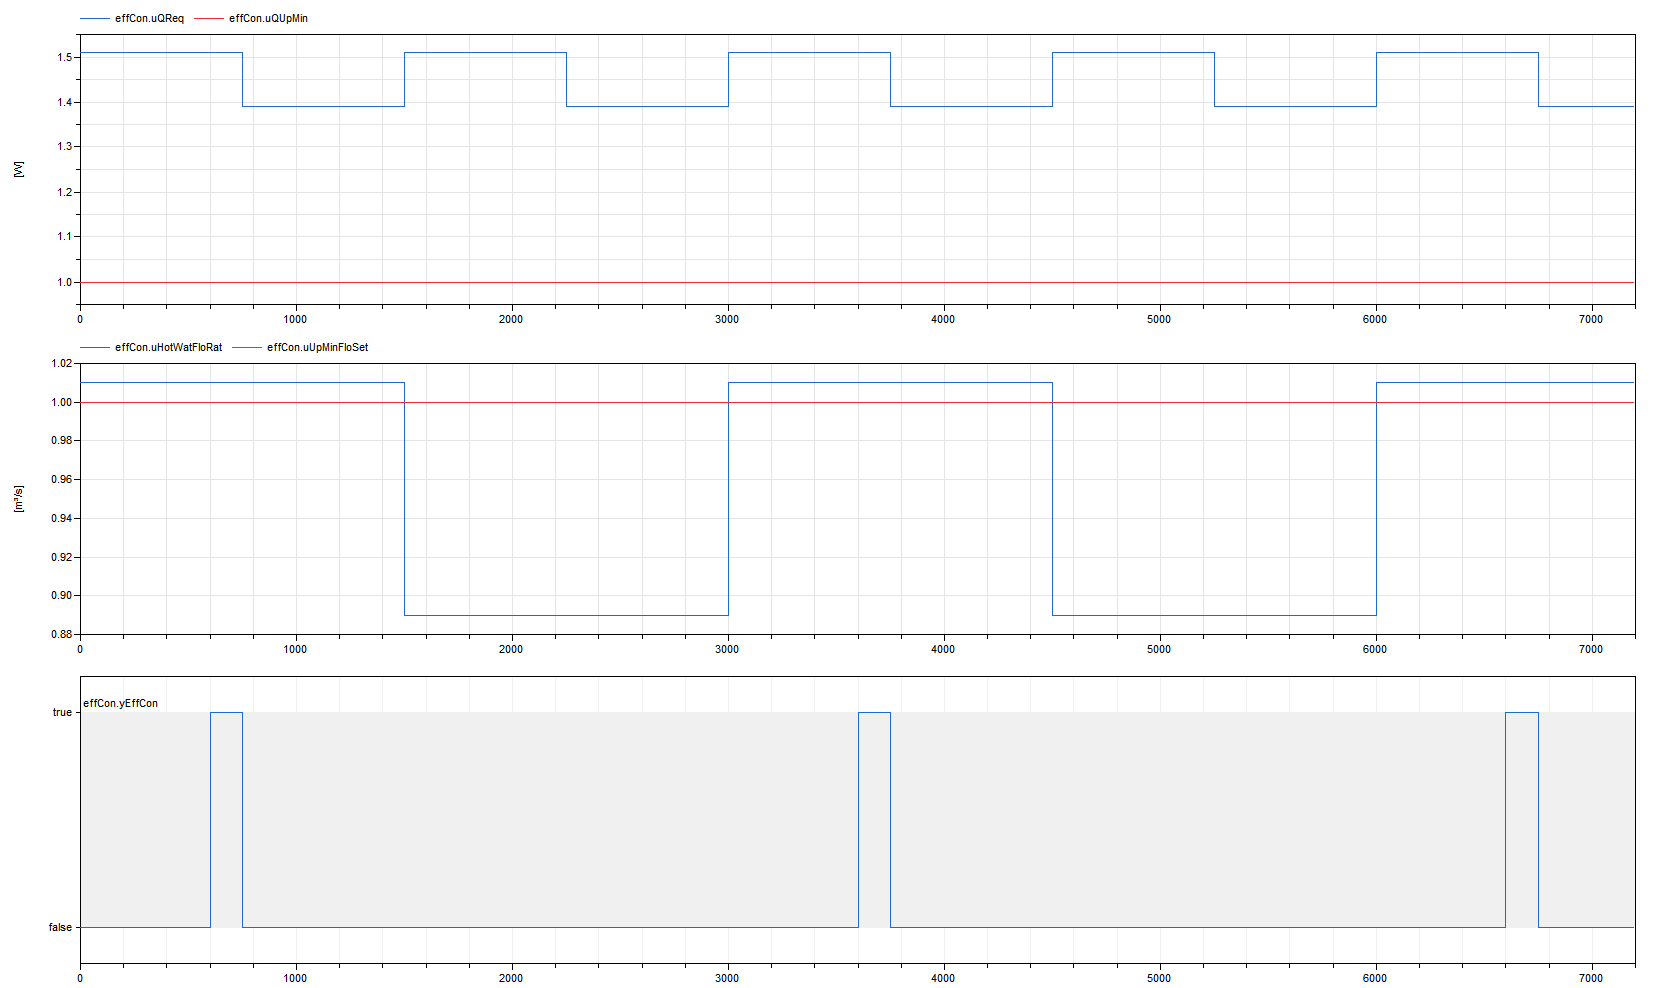 effCon.uQReq effCon.uQUpMin
1.5
1.4
1.3
1.2
1.1
1.0
[W]
0 1000 2000 3000 4000 5000 6000 7000
effCon.uHotWatFloRat effCon.uUpMinFloSet
1.02
1.00
0.98
0.96
0.94
0.92
0.90
0.88
[m³/s]
0 1000 2000 3000 4000 5000 6000 7000
effCon.yEffCon
true
false
0 1000 2000 3000 4000 5000 6000 7000